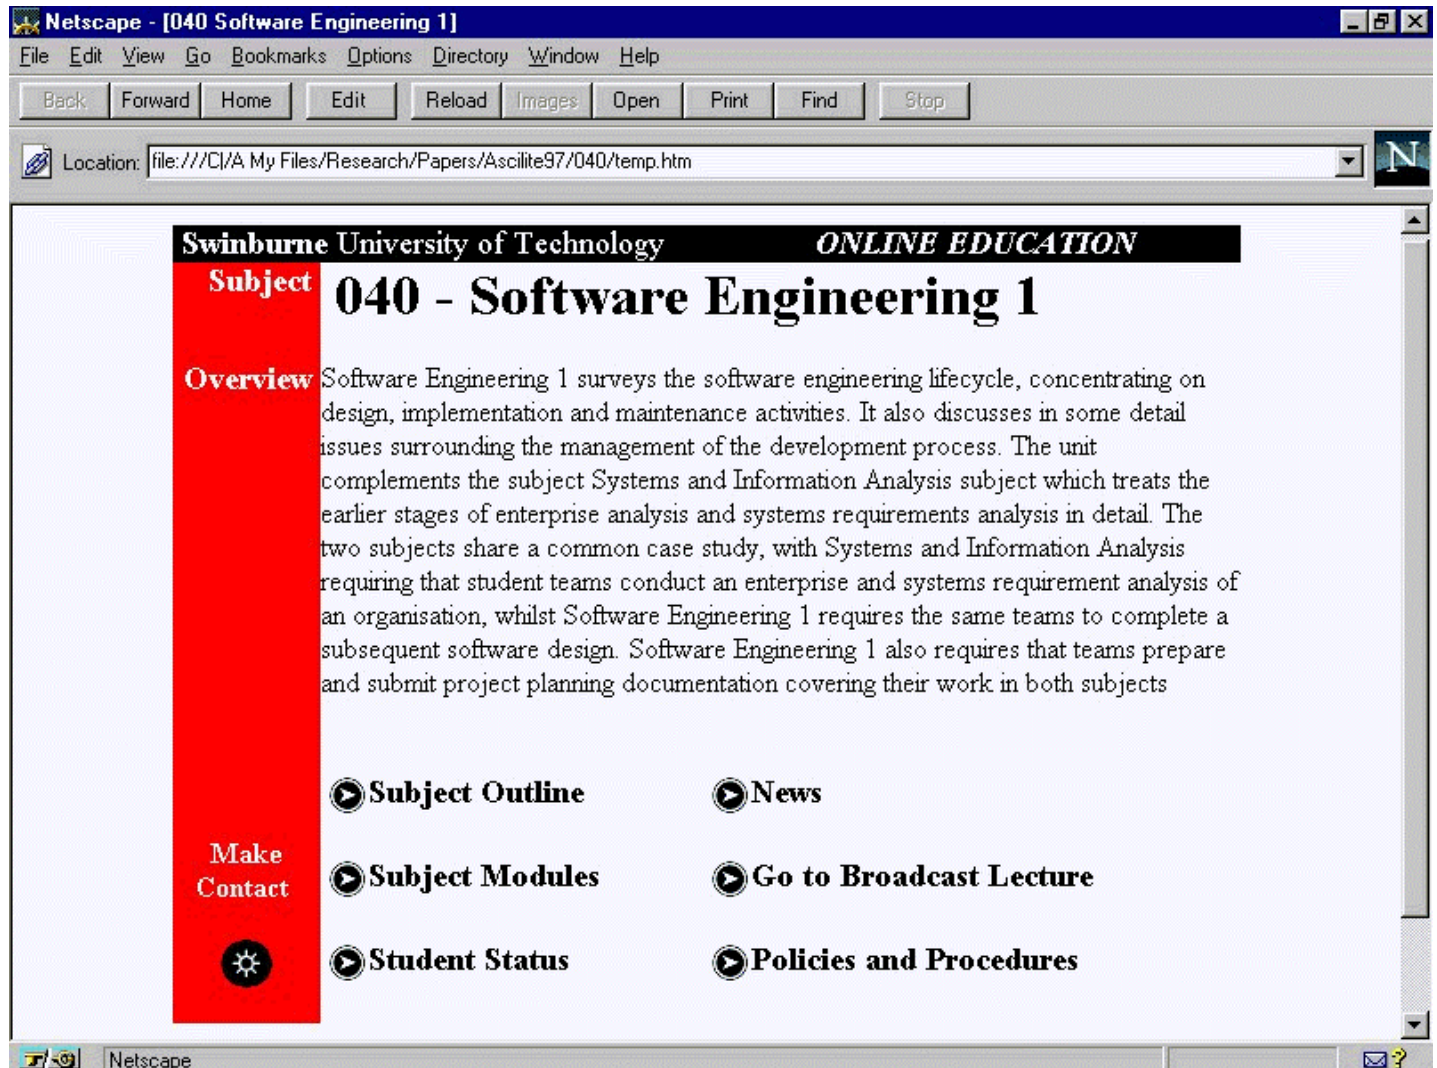 Netscape - [040 Software Engineering 1]
File Edit View Go Bookmarks Options Directory Window Help
Back Forward Home Edit Reload Images Open Print Find Stop
Location: file:///C|/A My Files/Research/Papers/Ascilite97/040/temp.htm
N
Swinburne University of Technology ONLINE EDUCATION
Subject 040 - Software Engineering 1
Overview Software Engineering 1 surveys the software engineering lifecycle, concentrating on
design, implementation and maintenance activities. It also discusses in some detail
issues surrounding the management of the development process. The unit
complements the subject Systems and Information Analysis subject which treats the
earlier stages of enterprise analysis and systems requirements analysis in detail. The
two subjects share a common case study, with Systems and Information Analysis
requiring that student teams conduct an enterprise and systems requirement analysis of
an organisation, whilst Software Engineering 1 requires the same teams to complete a
subsequent software design. Software Engineering 1 also requires that teams prepare
and submit project planning documentation covering their work in both subjects
Subject Outline News
Make
Contact
Subject Modules Go to Broadcast Lecture
Student Status Policies and Procedures
Netscape